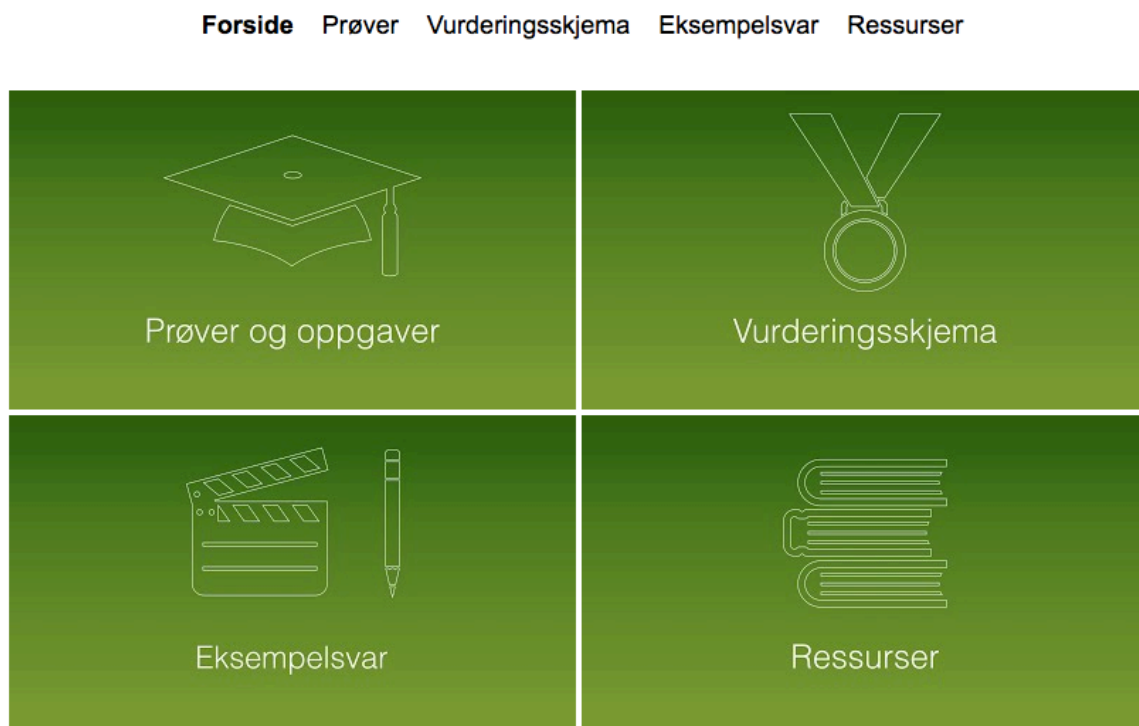 Forside Prøver Vurderingsskjema Eksempelsvar Ressurser
Prøver og oppgaver
Vurderingsskjema
Eksempelsvar
Ressurser